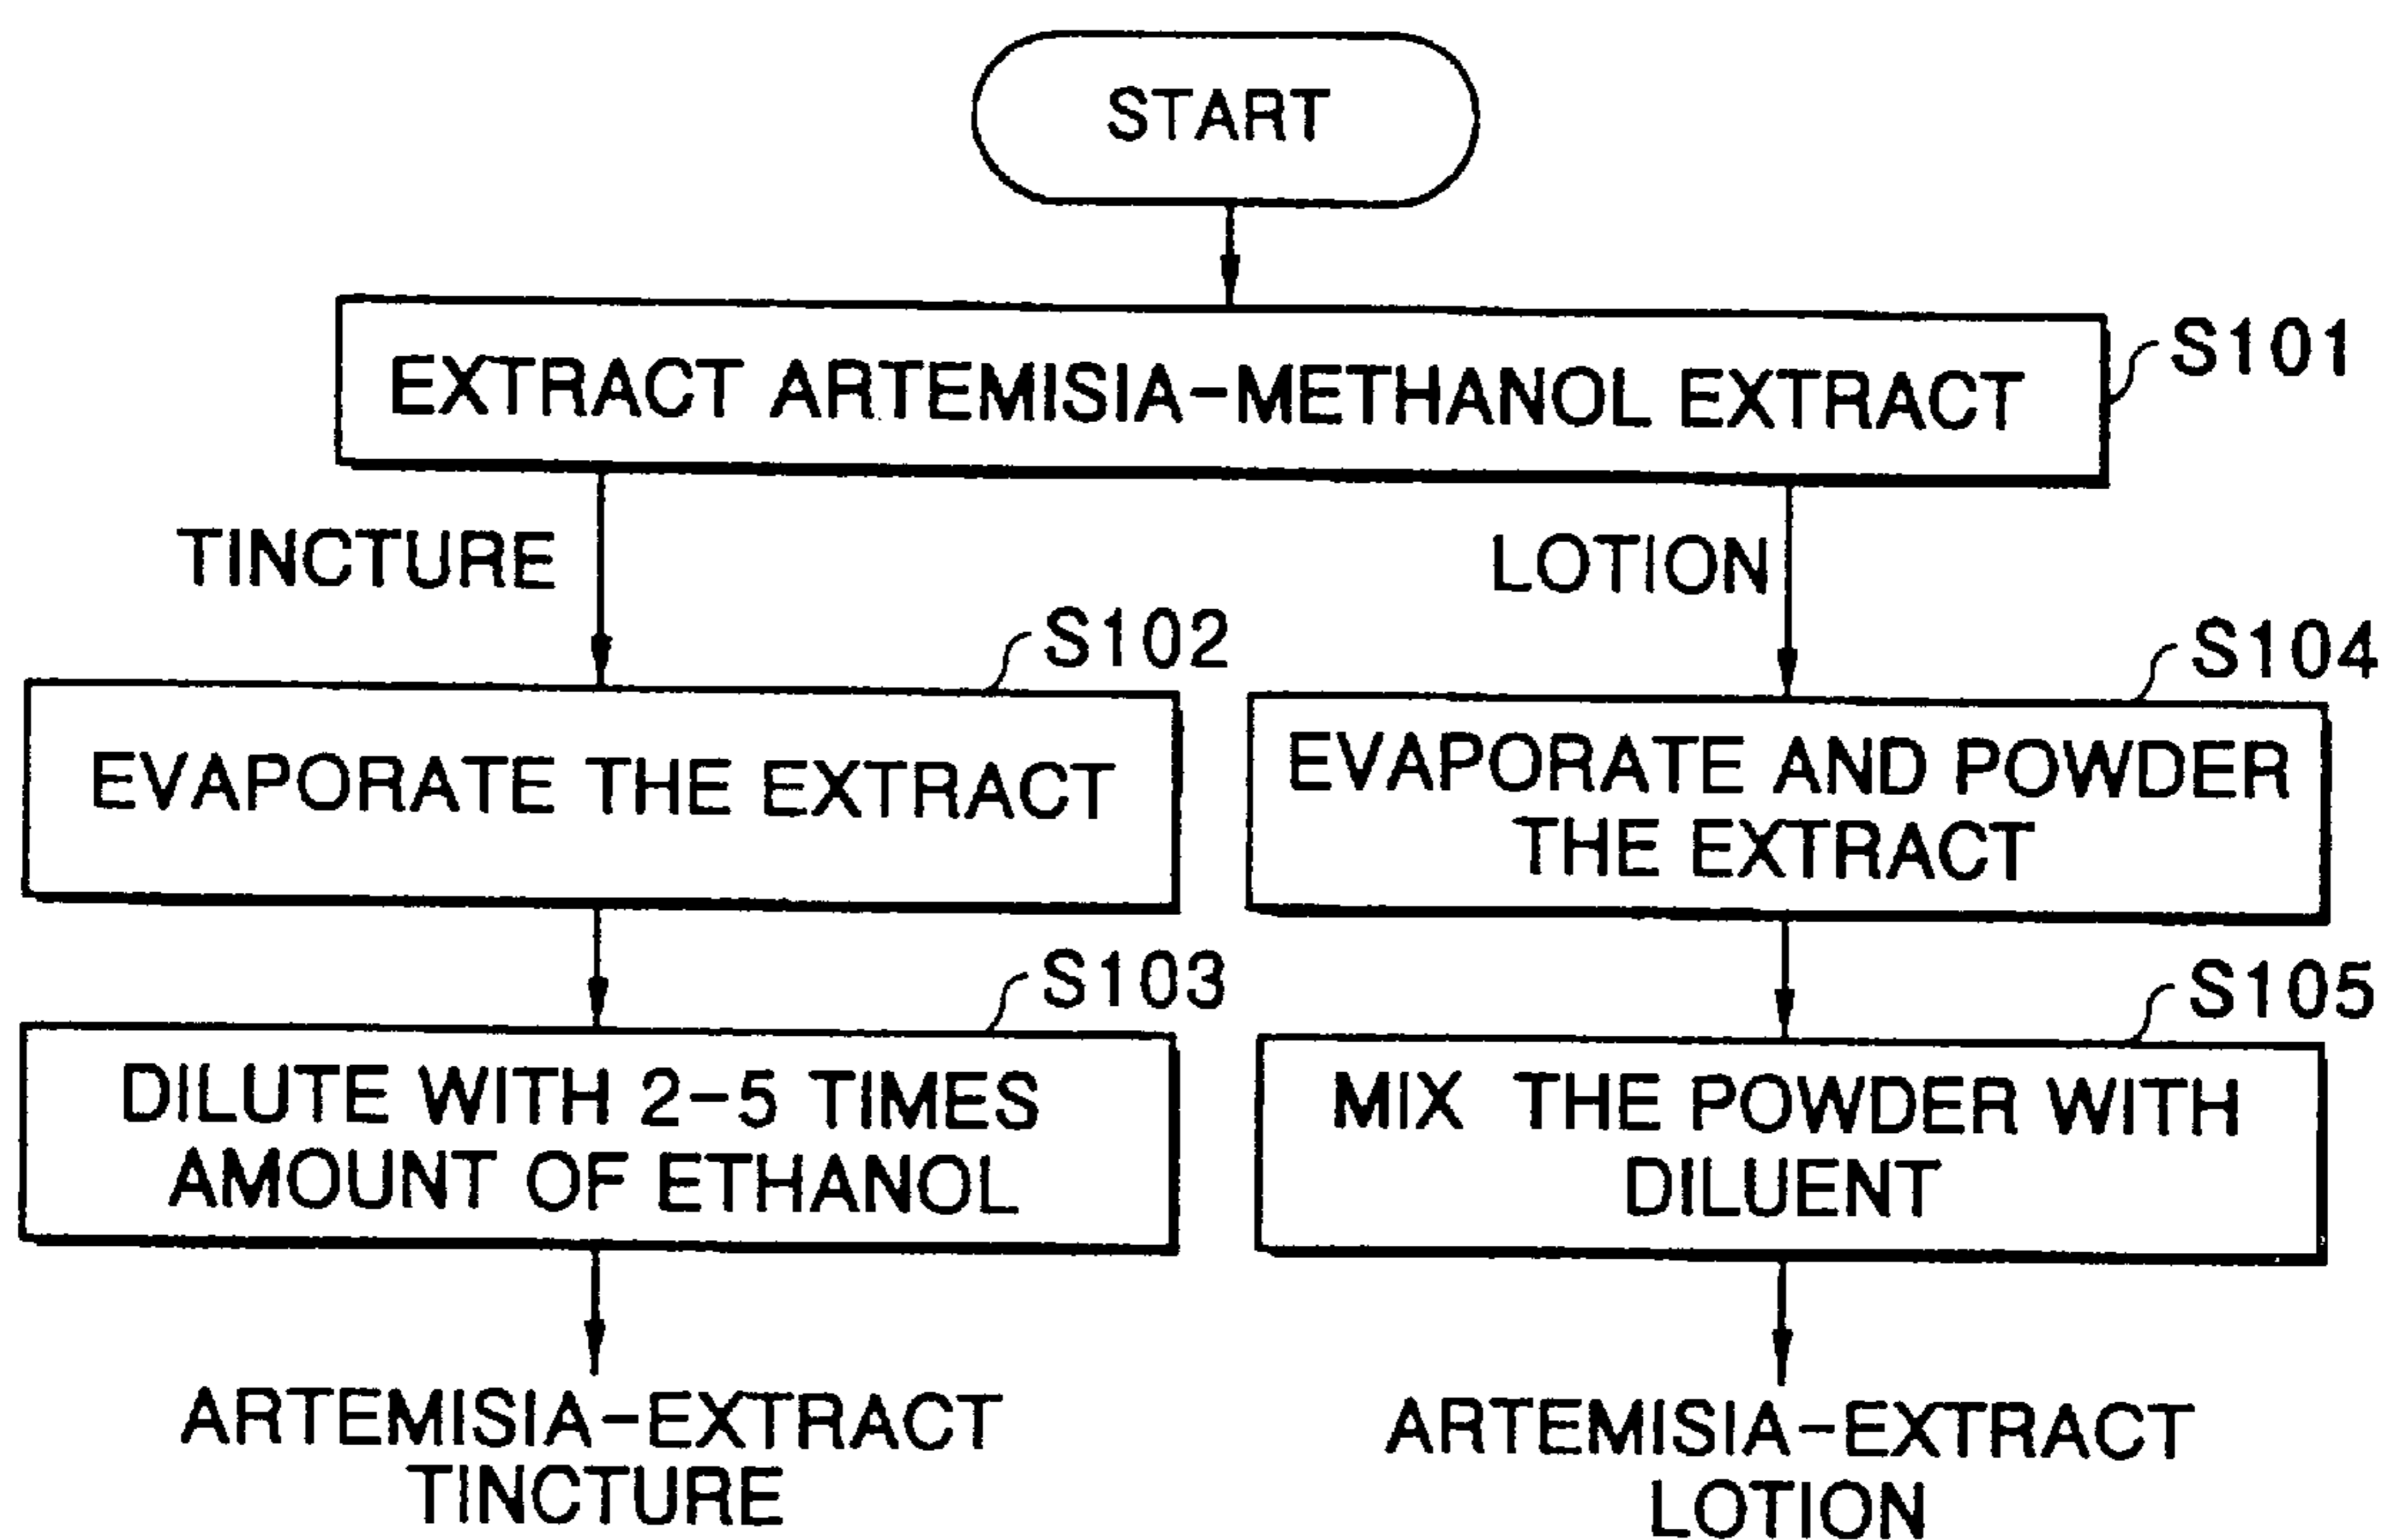 START
EXTRACT ARTEMISIA-METHANOL EXTRACT
S101
TINCTURE
LOTION
S102
EVAPORATE THE EXTRACT
S104
EVAPORATE AND POWDER
THE EXTRACT
S103
DILUTE WITH 2-5 TIMES
AMOUNT OF ETHANOL
S105
MIX THE POWDER WITH
DILUENT
ARTEMISIA-EXTRACT
TINCTURE
ARTEMISIA-EXTRACT
LOTION